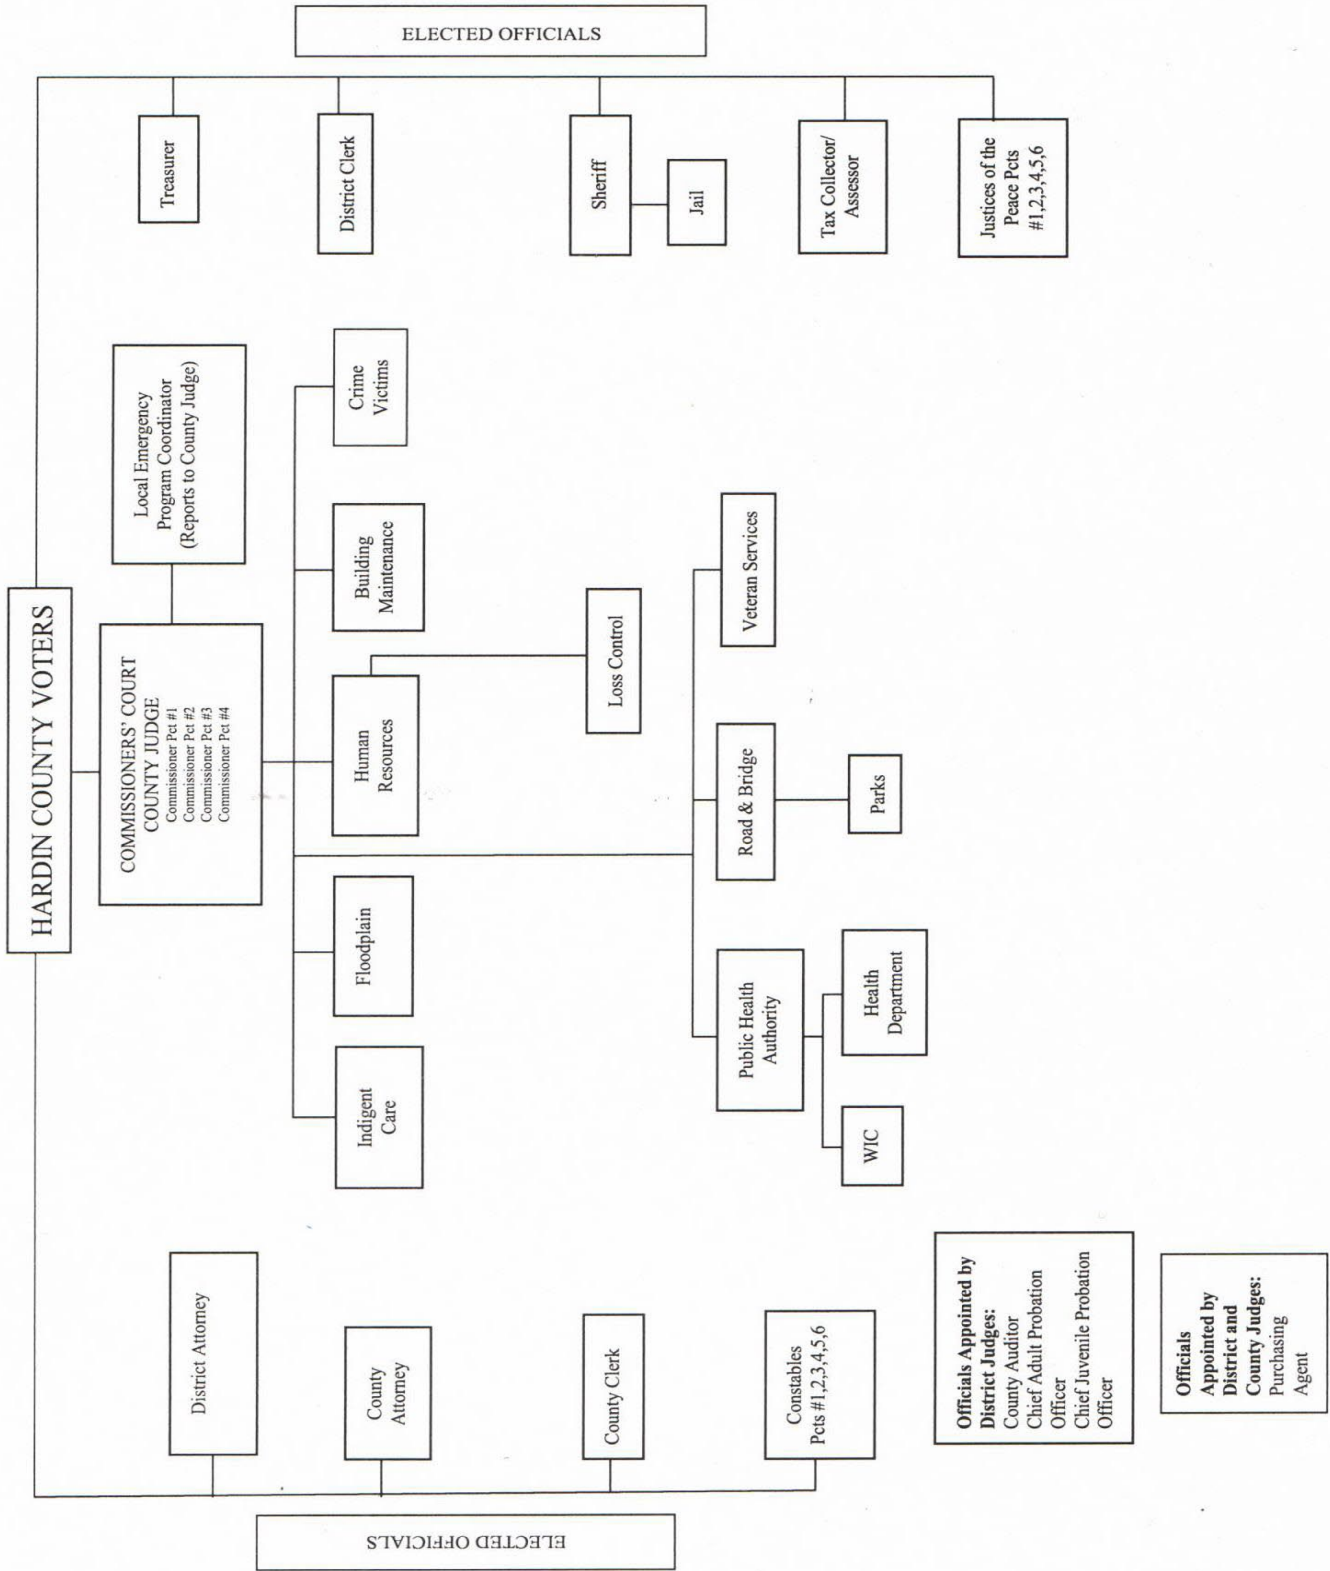 HARDIN COUNTY VOTERS
COMMISSIONERS' COURT
COUNTY JUDGE
Commissioner Pct #1
Commissioner Pct #2
Commissioner Pct #3
Commissioner Pct #4
Local Emergency
Program Coordinator
(Reports to County Judge)
ELECTED OFFICIALS
District Attorney
County
Attorney
County Clerk
Constables
Pcts #1,2,3,4,5,6
Indigent
Care
Floodplain
Human
Resources
Building
Maintenance
Crime
Victims
Loss Control
Public Health
Authority
Road & Bridge
Veteran Services
WIC
Health
Department
Parks
ELECTED OFFICIALS
Treasurer
District Clerk
Sheriff
Jail
Tax Collector/
Assessor
Justices of the
Peace Pcts
#1,2,3,4,5,6
Officials Appointed by
District Judges:
County Auditor
Chief Adult Probation
Officer
Chief Juvenile Probation
Officer
Officials
Appointed by
District and
County Judges:
Purchasing
Agent